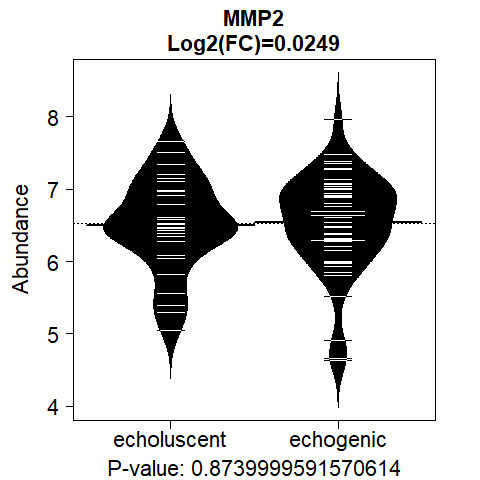 MMP2
Log2(FC)=0.0249
Abundance
8
7
6
5
4
echoluscent echogenic
P-value: 0.8739999591570614